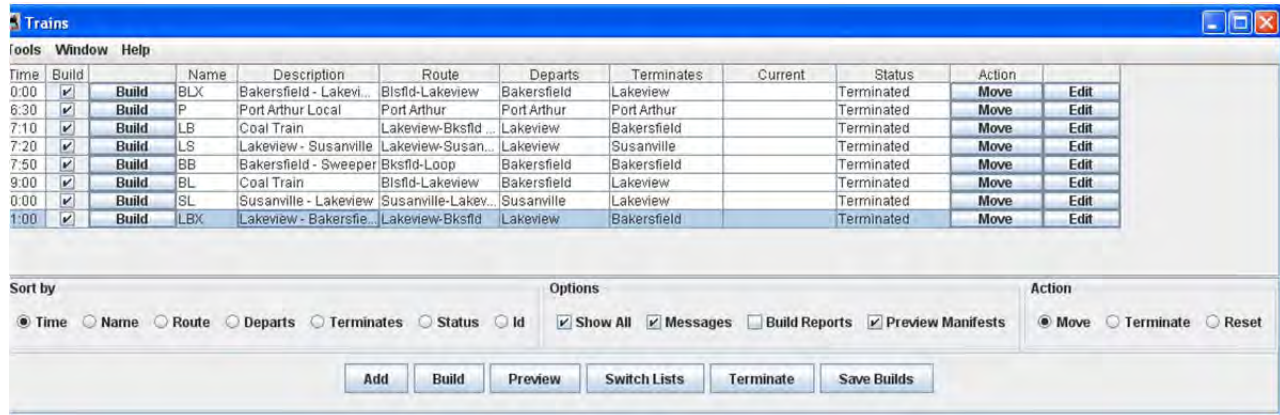 Trains
Tools Window Help
Time Build Name Description Route Departs Terminates Current Status Action
0:00 Build BLX Bakersfield - Lakevi... Blsfld-Lakeview Bakersfield Lakeview Terminated Move Edit
6:30 Build P Port Arthur Local Port Arthur Port Arthur Port Arthur Terminated Move Edit
7:10 Build LB Coal Train Lakeview-Bksfld ... Lakeview Bakersfield Terminated Move Edit
7:20 Build LS Lakeview - Susanville Lakeview-Susan... Lakeview Susanville Terminated Move Edit
7:50 Build BB Bakersfield - Sweeper Bksfld-Loop Bakersfield Bakersfield Terminated Move Edit
9:00 Build BL Coal Train Blsfld-Lakeview Bakersfield Lakeview Terminated Move Edit
0:00 Build SL Susanville - Lakeview Susanville-Lakev... Susanville Lakeview Terminated Move Edit
1:00 Build LBX Lakeview - Bakersfie... Lakeview-Bksfld Lakeview Bakersfield Terminated Move Edit
Sort by Options Action
Time Name Route Departs Terminates Status Id Show All Messages Build Reports Preview Manifests Move Terminate Reset
Add Build Preview Switch Lists Terminate Save Builds